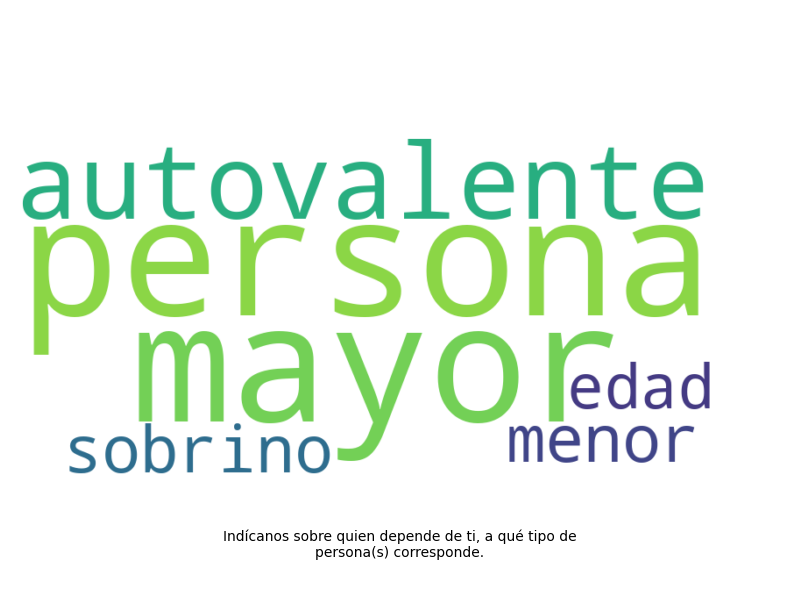 autovalente
persona
mayor
edad
menor
sobrino
Indícanos sobre quien depende de ti, a qué tipo de
persona(s) corresponde.